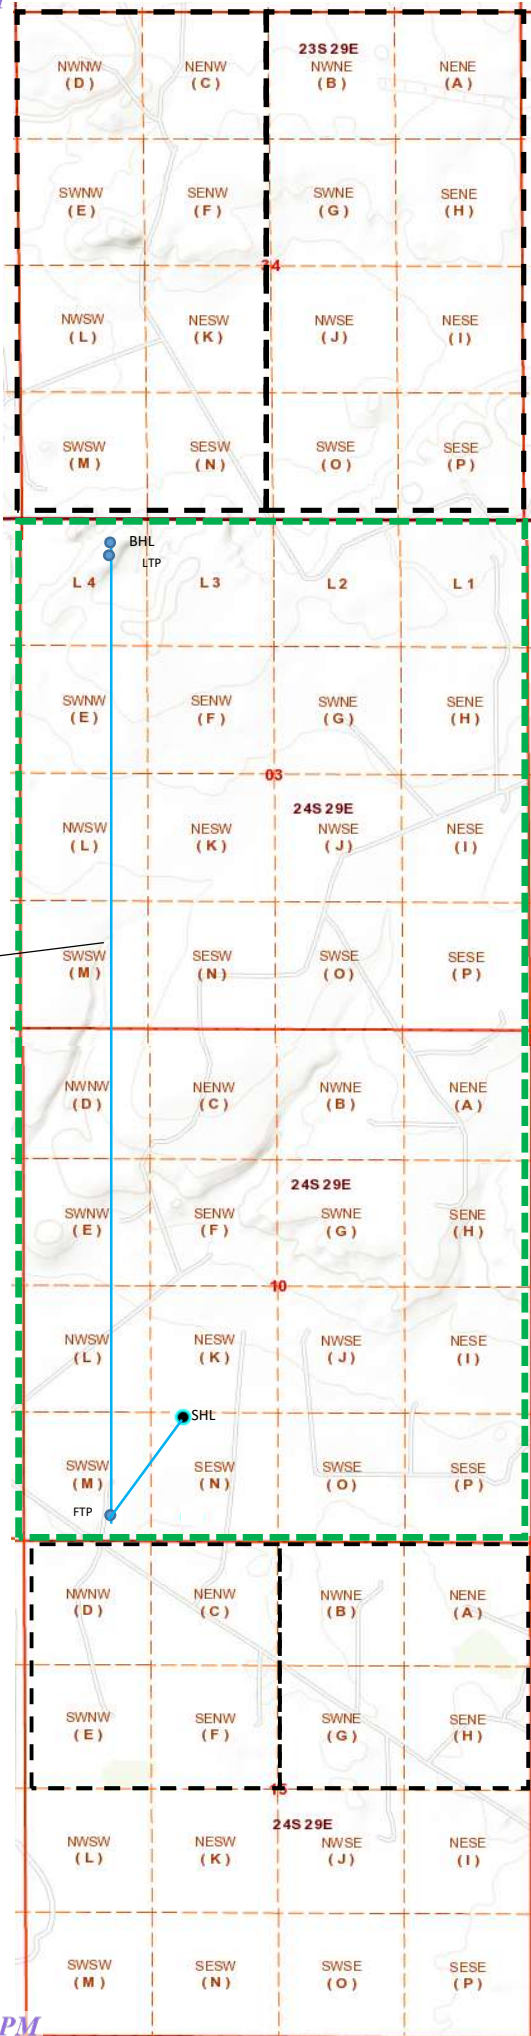 23S 29E
NWNW NENW NWNE NENE
(D) (C) (B) (A)
SWNW SENW SWNE SENE
(E) (F) (G) (H)
34
NWSW NESW NWSE NESE
(L) (K) (J) (I)
SWSW SESW SWSE SESE
(M) (N) (O) (P)
BHL
LTP
L 4 L 3 L 2 L 1
SWNW SENW SWNE SENE
(E) (F) (G) (H)
03
24S 29E
NWSW NESW NWSE NESE
(L) (K) (J) (I)
SWSW SESW SWSE SESE
(M) (N) (O) (P)
NWNW NENW NWNE NENE
(D) (C) (B) (A)
24S 29E
SWNW SENW SWNE SENE
(E) (F) (G) (H)
10
NWSW NESW NWSE NESE
(L) (K) (J) (I)
SHL
SWSW SESW SWSE SESE
(M) (N) (O) (P)
FTP
NWNW NENW NWNE NENE
(D) (C) (B) (A)
SWNW SENW SWNE SENE
(E) (F) (G) (H)
15
24S 29E
NWSW NESW NWSE NESE
(L) (K) (J) (I)
SWSW SESW SWSE SESE
(M) (N) (O) (P)
PM